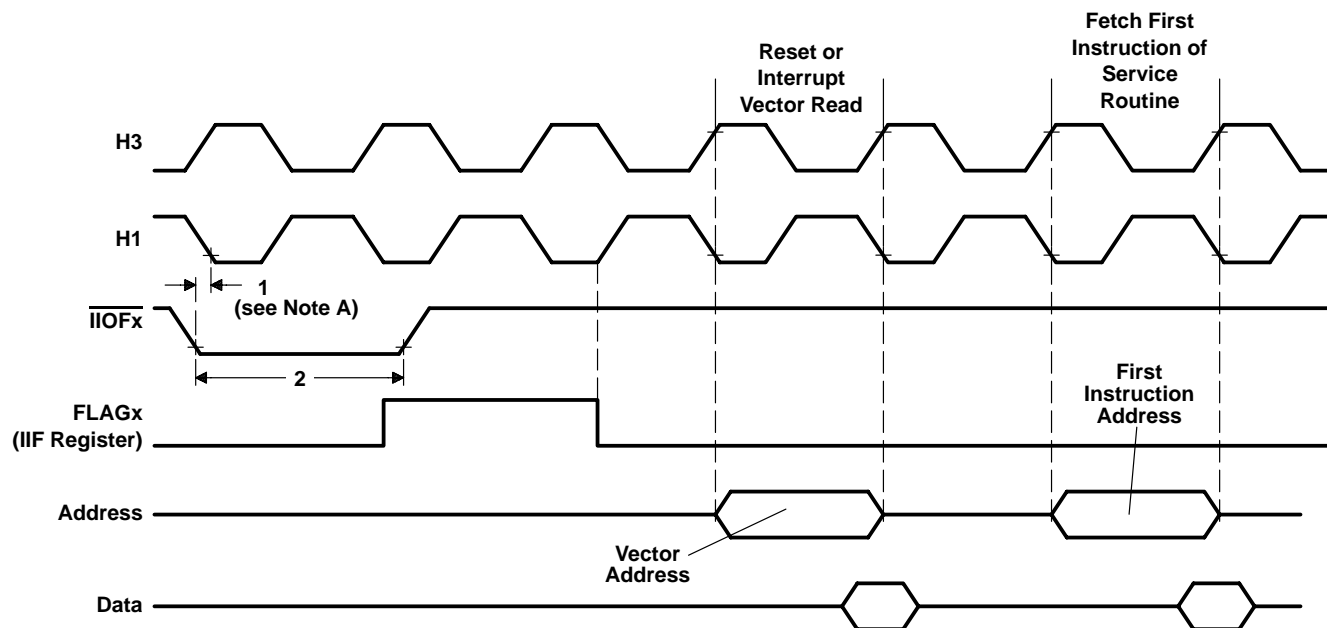 Fetch First
Instruction of
Service
Routine
Reset or
Interrupt
Vector Read
H3
H1
1
(see Note A)
IIOFx
2
FLAGx
(IIF Register)
First
Instruction
Address
Address
Vector
Address
Data